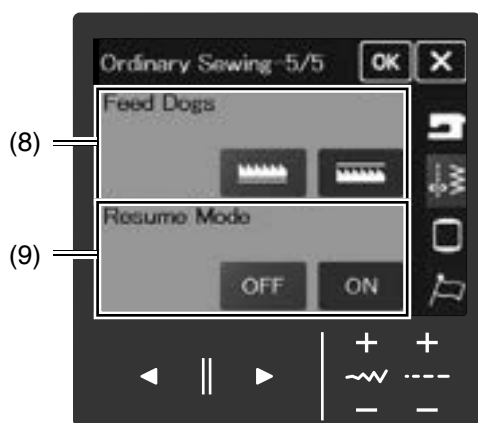 Ordinary Sewing 5/5 OK X
Feed Dogs
(8)
Resume Mode
(9)
OFF ON